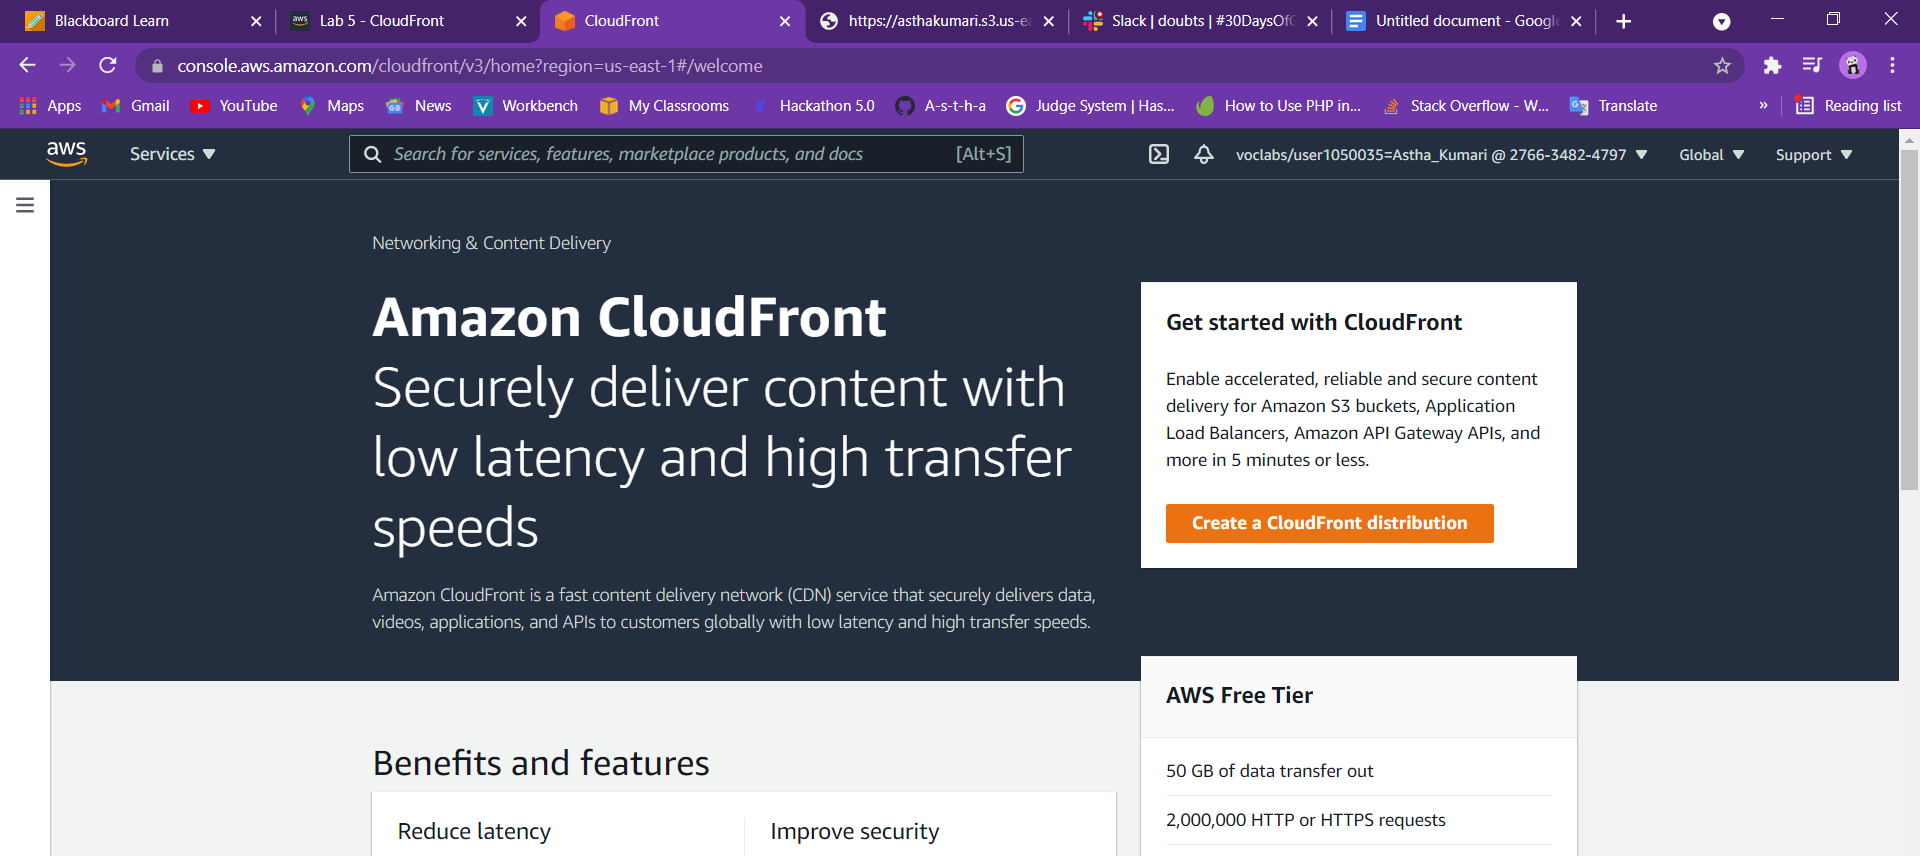 Blackboard Learn
aws Lab 5 - CloudFront
CloudFront
https://asthakumari.s3.us-ea
Slack | doubts | #30DaysOfG
Untitled document - Google
console.aws.amazon.com/cloudfront/v3/home?region=us-east-1#/welcome
Apps
Gmail
YouTube
Maps
News
Workbench
My Classrooms
Hackathon 5.0
A-s-t-h-a
Judge System | Has...
How to Use PHP in...
Stack Overflow - W...
Translate
»
Reading list
aws
Services
Search for services, features, marketplace products, and docs [Alt+S]
voclabs/user1050035=Astha_Kumari @ 2766-3482-4797
Global
Support
Networking & Content Delivery
Amazon CloudFront
Securely deliver content with
low latency and high transfer
speeds
Amazon CloudFront is a fast content delivery network (CDN) service that securely delivers data,
videos, applications, and APIs to customers globally with low latency and high transfer speeds.
Get started with CloudFront
Enable accelerated, reliable and secure content
delivery for Amazon S3 buckets, Application
Load Balancers, Amazon API Gateway APIs, and
more in 5 minutes or less.
Create a CloudFront distribution
AWS Free Tier
50 GB of data transfer out
2,000,000 HTTP or HTTPS requests
Benefits and features
Reduce latency
Improve security